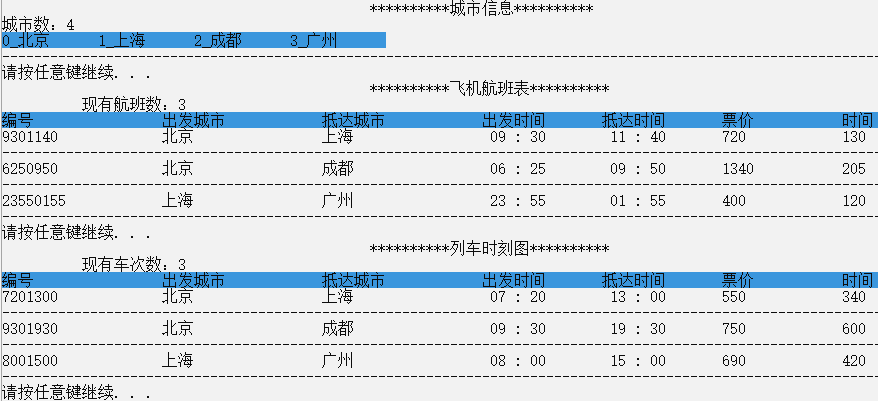 **********城市信息**********
城市数：4
0_北京 1_上海 2_成都 3_广州
请按任意键继续. . .
**********飞机航班表**********
现有航班数：3
编号 出发城市 抵达城市 出发时间 抵达时间 票价 时间
9301140 北京 上海 09 : 30 11 : 40 720 130
6250950 北京 成都 06 : 25 09 : 50 1340 205
23550155 上海 广州 23 : 55 01 : 55 400 120
请按任意键继续. . .
**********列车时刻图**********
现有车次数：3
编号 出发城市 抵达城市 出发时间 抵达时间 票价 时间
7201300 北京 上海 07 : 20 13 : 00 550 340
9301930 北京 成都 09 : 30 19 : 30 750 600
8001500 上海 广州 08 : 00 15 : 00 690 420
请按任意键继续. . .